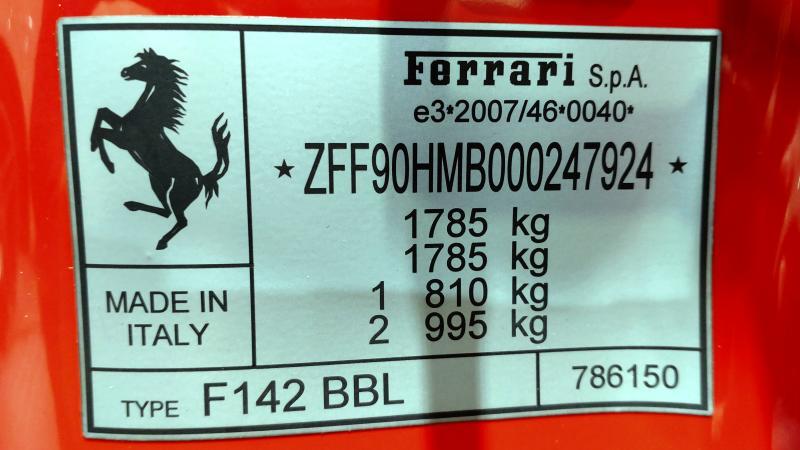 Ferrari S.p.A.
e3*2007/46*0040*
★ ZFF90HMB000247924 ★
1785 kg
1785 kg
1 810 kg
2 995 kg
MADE IN
ITALY
TYPE F142 BBL
786150